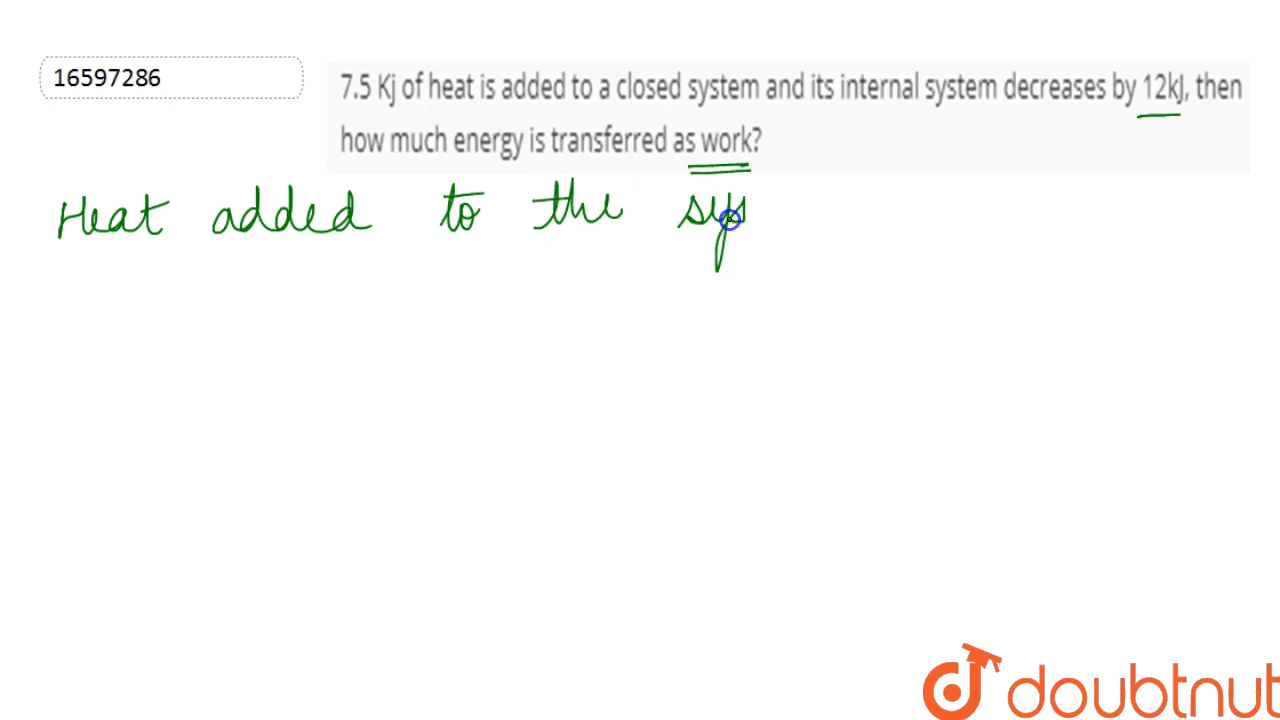 16597286
7.5 Kj of heat is added to a closed system and its internal system decreases by 12kJ, then
how much energy is transferred as work?
Heat added to the sys
doubtnut